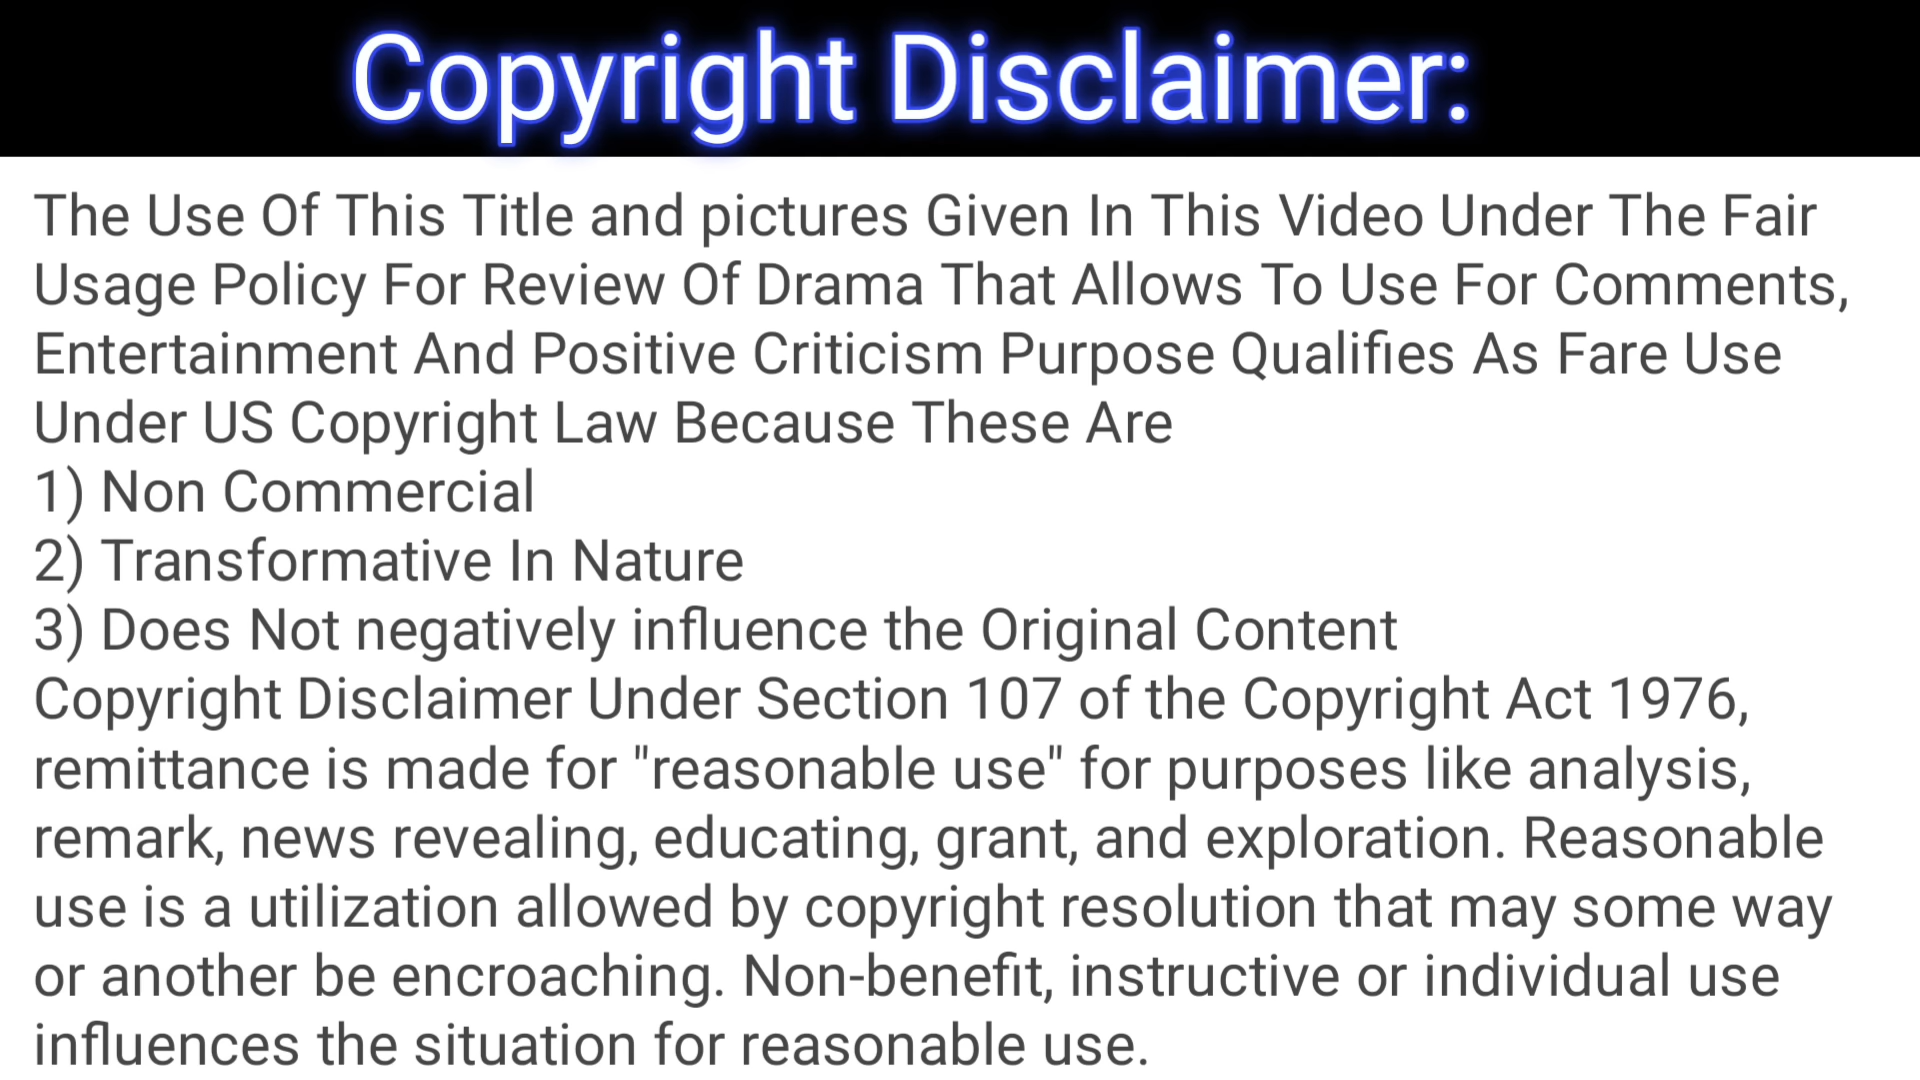 Copyright Disclaimer:
The Use Of This Title and pictures Given In This Video Under The Fair
Usage Policy For Review Of Drama That Allows To Use For Comments,
Entertainment And Positive Criticism Purpose Qualifies As Fare Use
Under US Copyright Law Because These Are
1) Non Commercial
2) Transformative In Nature
3) Does Not negatively influence the Original Content
Copyright Disclaimer Under Section 107 of the Copyright Act 1976,
remittance is made for "reasonable use" for purposes like analysis,
remark, news revealing, educating, grant, and exploration. Reasonable
use is a utilization allowed by copyright resolution that may some way
or another be encroaching. Non-benefit, instructive or individual use
influences the situation for reasonable use.